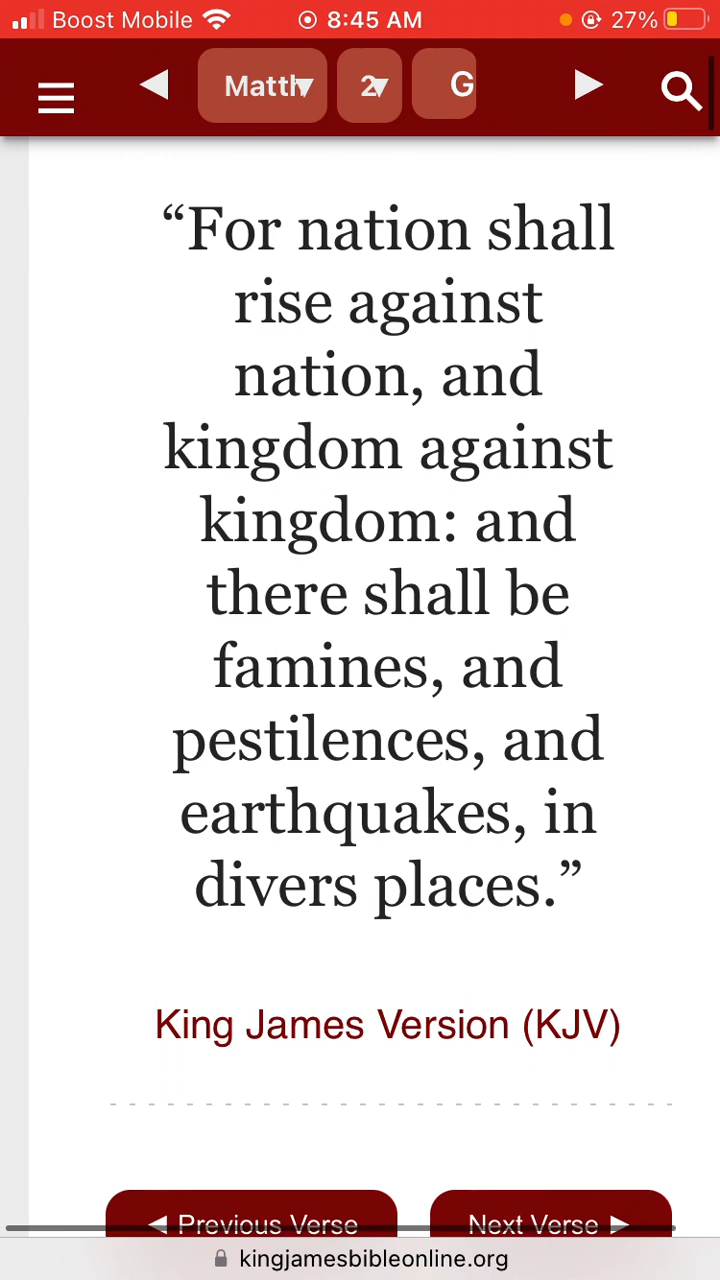 Boost Mobile 8:45 AM 27%
Matth 2 G
“For nation shall
rise against
nation, and
kingdom against
kingdom: and
there shall be
famines, and
pestilences, and
earthquakes, in
divers places.”
King James Version (KJV)
Previous Verse Next Verse
kingjamesbibleonline.org